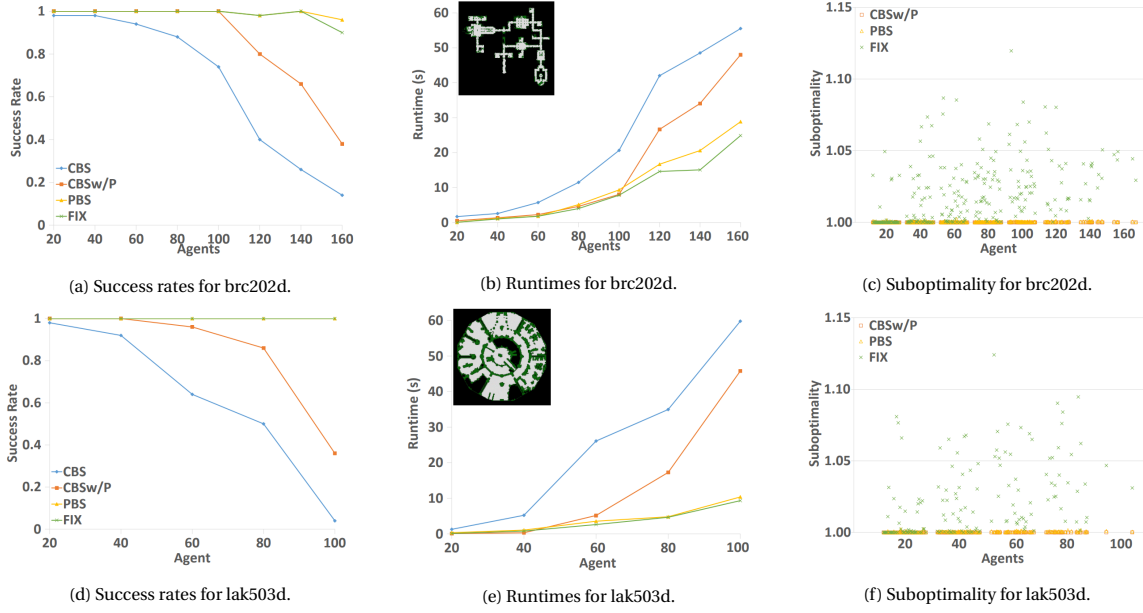 1
0.8
0.6
0.4
0.2
0
Success Rate
CBS
CBSw/P
PBS
FIX
20 40 60 80 100 120 140 160
Agents
(a) Success rates for brc202d.
60
50
40
30
20
10
0
Runtime (s)
20 40 60 80 100 120 140 160
Agents
(b) Runtimes for brc202d.
1.15
1.10
1.05
1.00
Suboptimality
CBSw/P
PBS
FIX
20 40 60 80 100 120 140 160
Agent
(c) Suboptimality for brc202d.
1
0.8
0.6
0.4
0.2
0
Success Rate
CBS
CBSw/P
PBS
FIX
20 40 60 80 100
Agent
(d) Success rates for lak503d.
60
50
40
30
20
10
0
Runtime (s)
20 40 60 80 100
Agent
(e) Runtimes for lak503d.
1.15
1.10
1.05
1.00
Suboptimality
CBSw/P
PBS
FIX
20 40 60 80 100
Agent
(f) Suboptimality for lak503d.